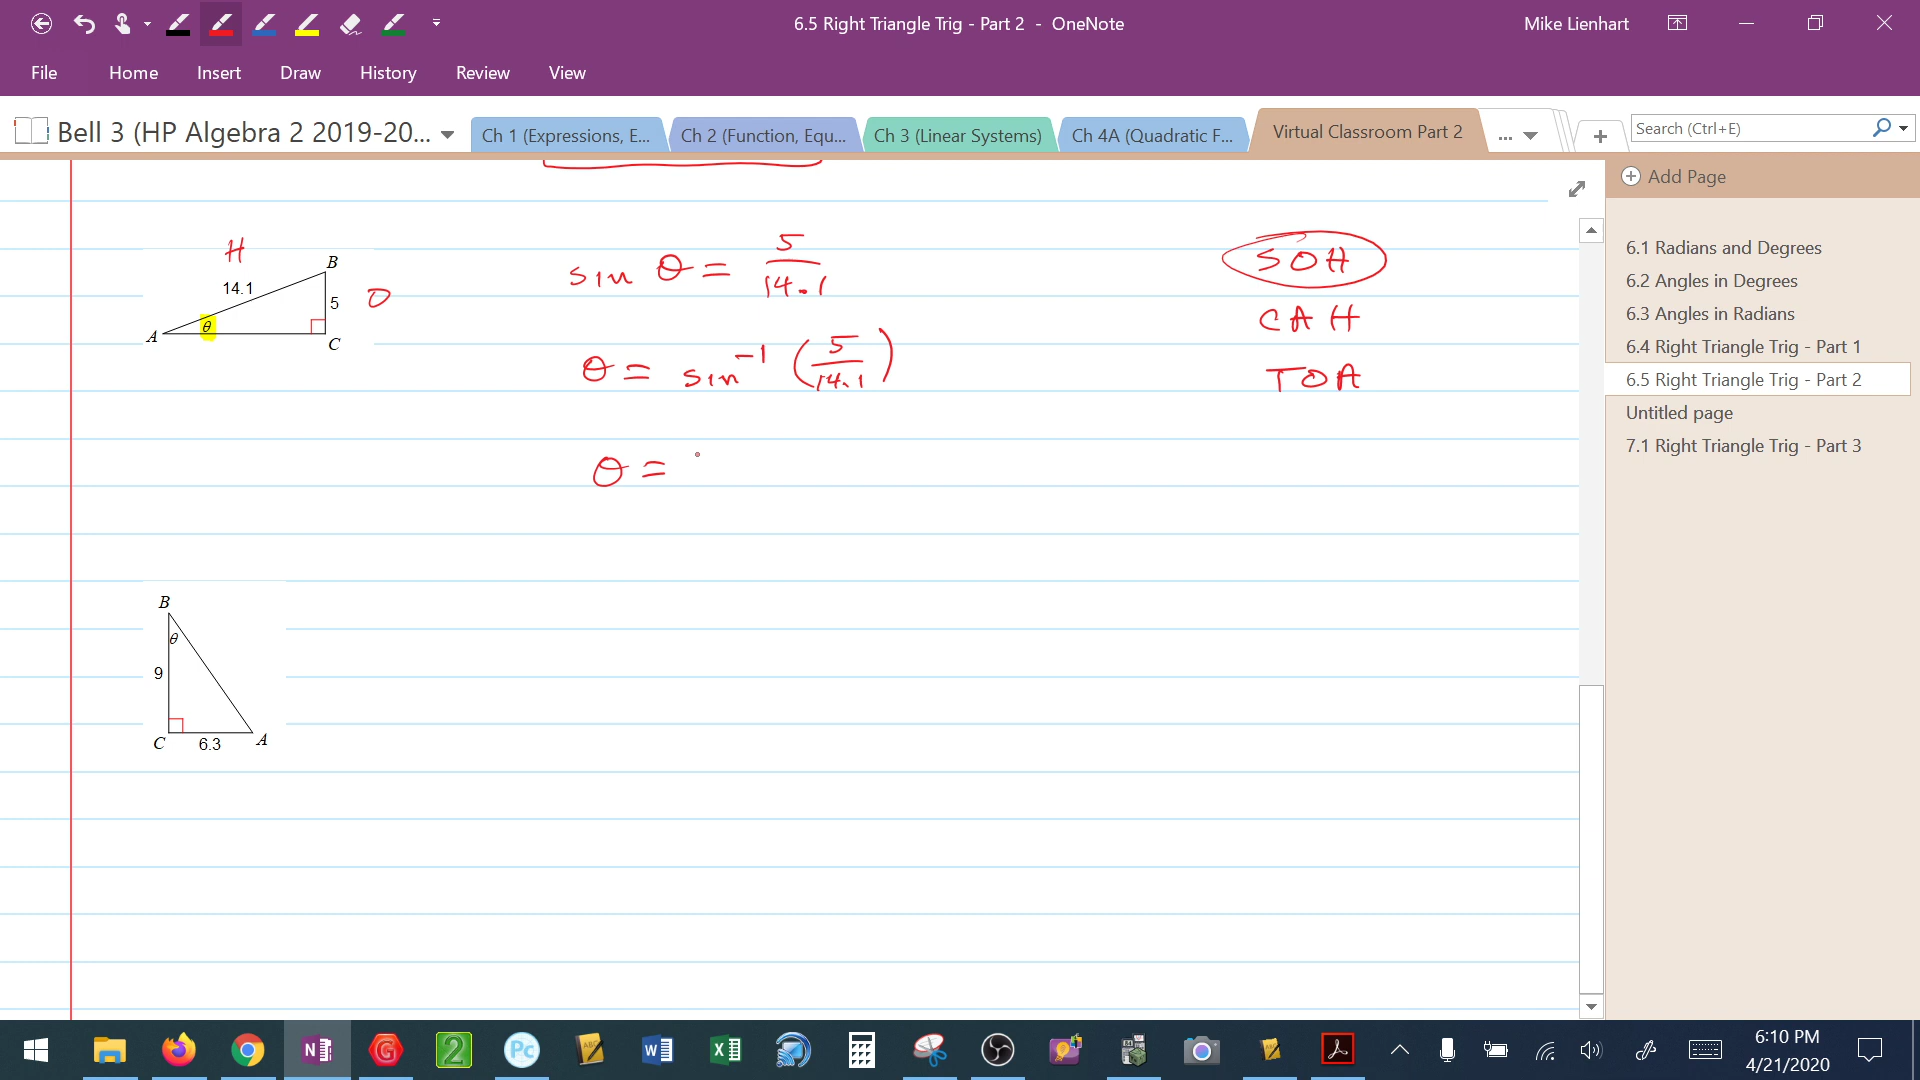 6.5 Right Triangle Trig - Part 2 - OneNote
Mike Lienhart
File Home Insert Draw History Review View
Bell 3 (HP Algebra 2 2019-20...
Ch 1 (Expressions, E...
Ch 2 (Function, Equ...
Ch 3 (Linear Systems)
Ch 4A (Quadratic F...
Virtual Classroom Part 2
...
+
Search (Ctrl+E)
Add Page
6.1 Radians and Degrees
6.2 Angles in Degrees
6.3 Angles in Radians
6.4 Right Triangle Trig - Part 1
6.5 Right Triangle Trig - Part 2
Untitled page
7.1 Right Triangle Trig - Part 3
H
B
14.1
5
O
A
θ
C
sin θ = 5/14.1
θ = sin⁻¹ (5/14.1)
θ =
SOH
CAH
TOA
B
θ
9
C
6.3
A
6:10 PM
4/21/2020